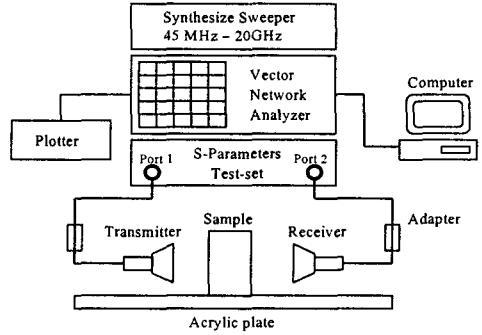 Synthesize Sweeper
45 MHz – 20GHz
Vector
Network
Analyzer
Computer
Plotter
Port 1
S-Parameters
Test-set
Port 2
Transmitter
Sample
Receiver
Adapter
Acrylic plate